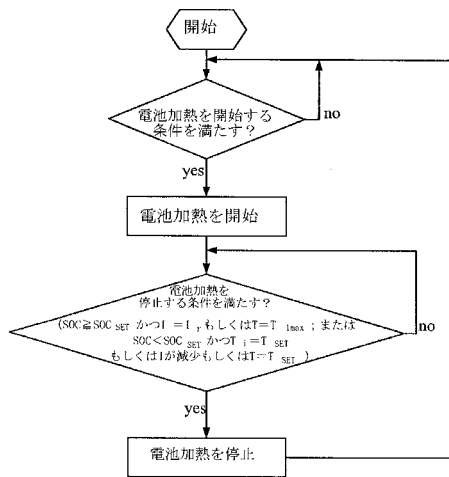 開始
電池加熱を開始する
条件を満たす？
no
yes
電池加熱を開始
電池加熱を
停止する条件を満たす？
(SOC≧SOC SET かつI =I r もしくはT=T imax ; または
SOC<SOC SET かつT i=T SET
もしくはIが減少もしくはT=T SET )
no
yes
電池加熱を停止